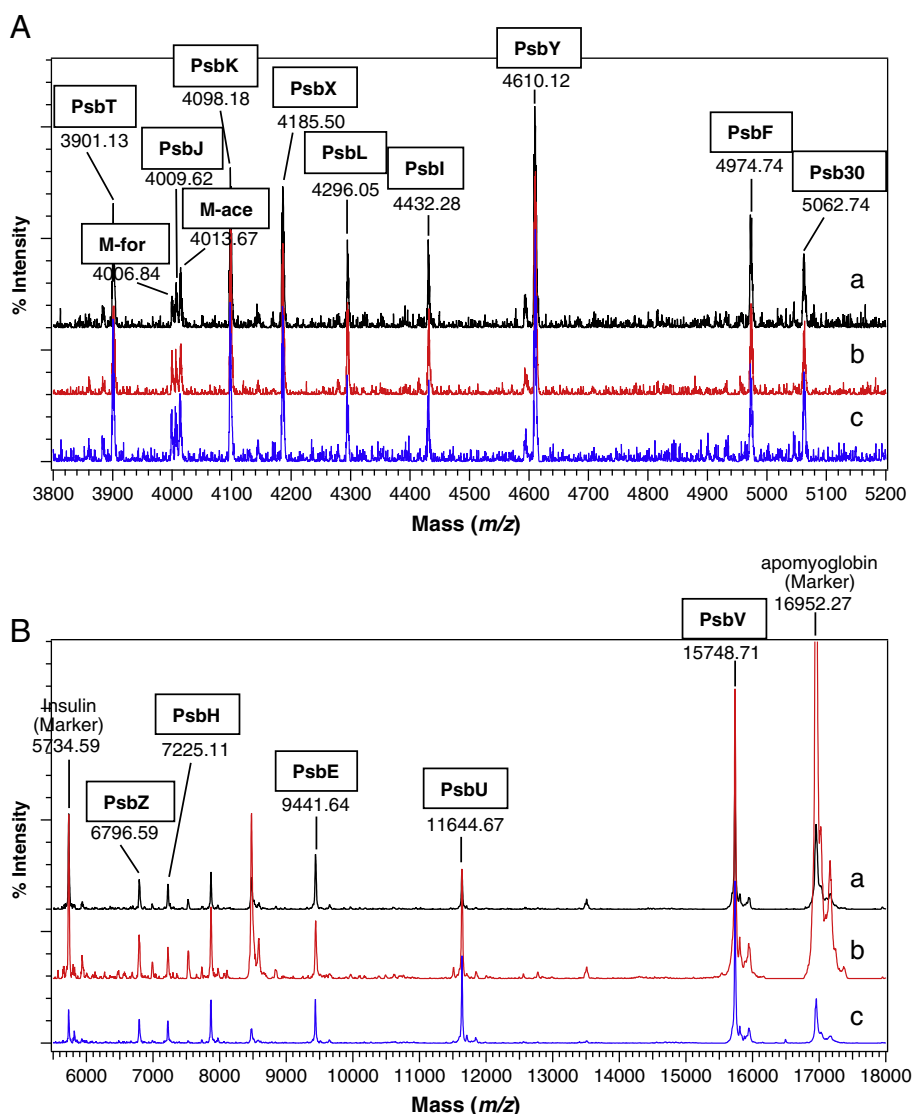 A
PsbT
3901.13
M-for
4006.84
PsbJ
4009.62
M-ace
4013.67
PsbK
4098.18
PsbX
4185.50
PsbL
4296.05
PsbI
4432.28
PsbY
4610.12
PsbF
4974.74
Psb30
5062.74
% Intensity
a
b
c
3800 3900 4000 4100 4200 4300 4400 4500 4600 4700 4800 4900 5000 5100 5200
Mass (m/z)
B
Insulin
(Marker)
5734.59
PsbZ
6796.59
PsbH
7225.11
PsbE
9441.64
PsbU
11644.67
PsbV
15748.71
apomyoglobin
(Marker)
16952.27
% Intensity
a
b
c
6000 7000 8000 9000 10000 11000 12000 13000 14000 15000 16000 17000 18000
Mass (m/z)